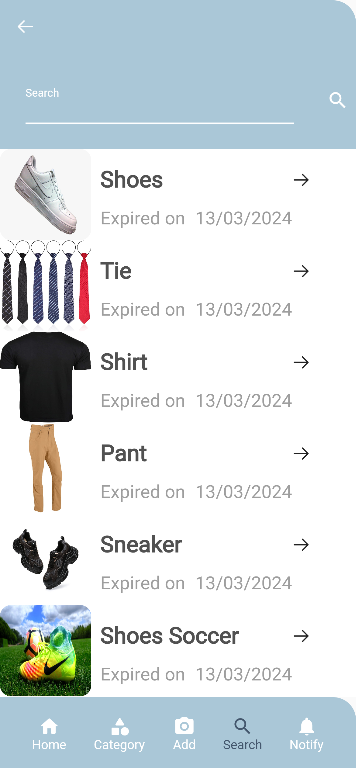 Search
Shoes
Expired on 13/03/2024
Tie
Expired on 13/03/2024
Shirt
Expired on 13/03/2024
Pant
Expired on 13/03/2024
Sneaker
Expired on 13/03/2024
Shoes Soccer
Expired on 13/03/2024
Home Category Add Search Notify